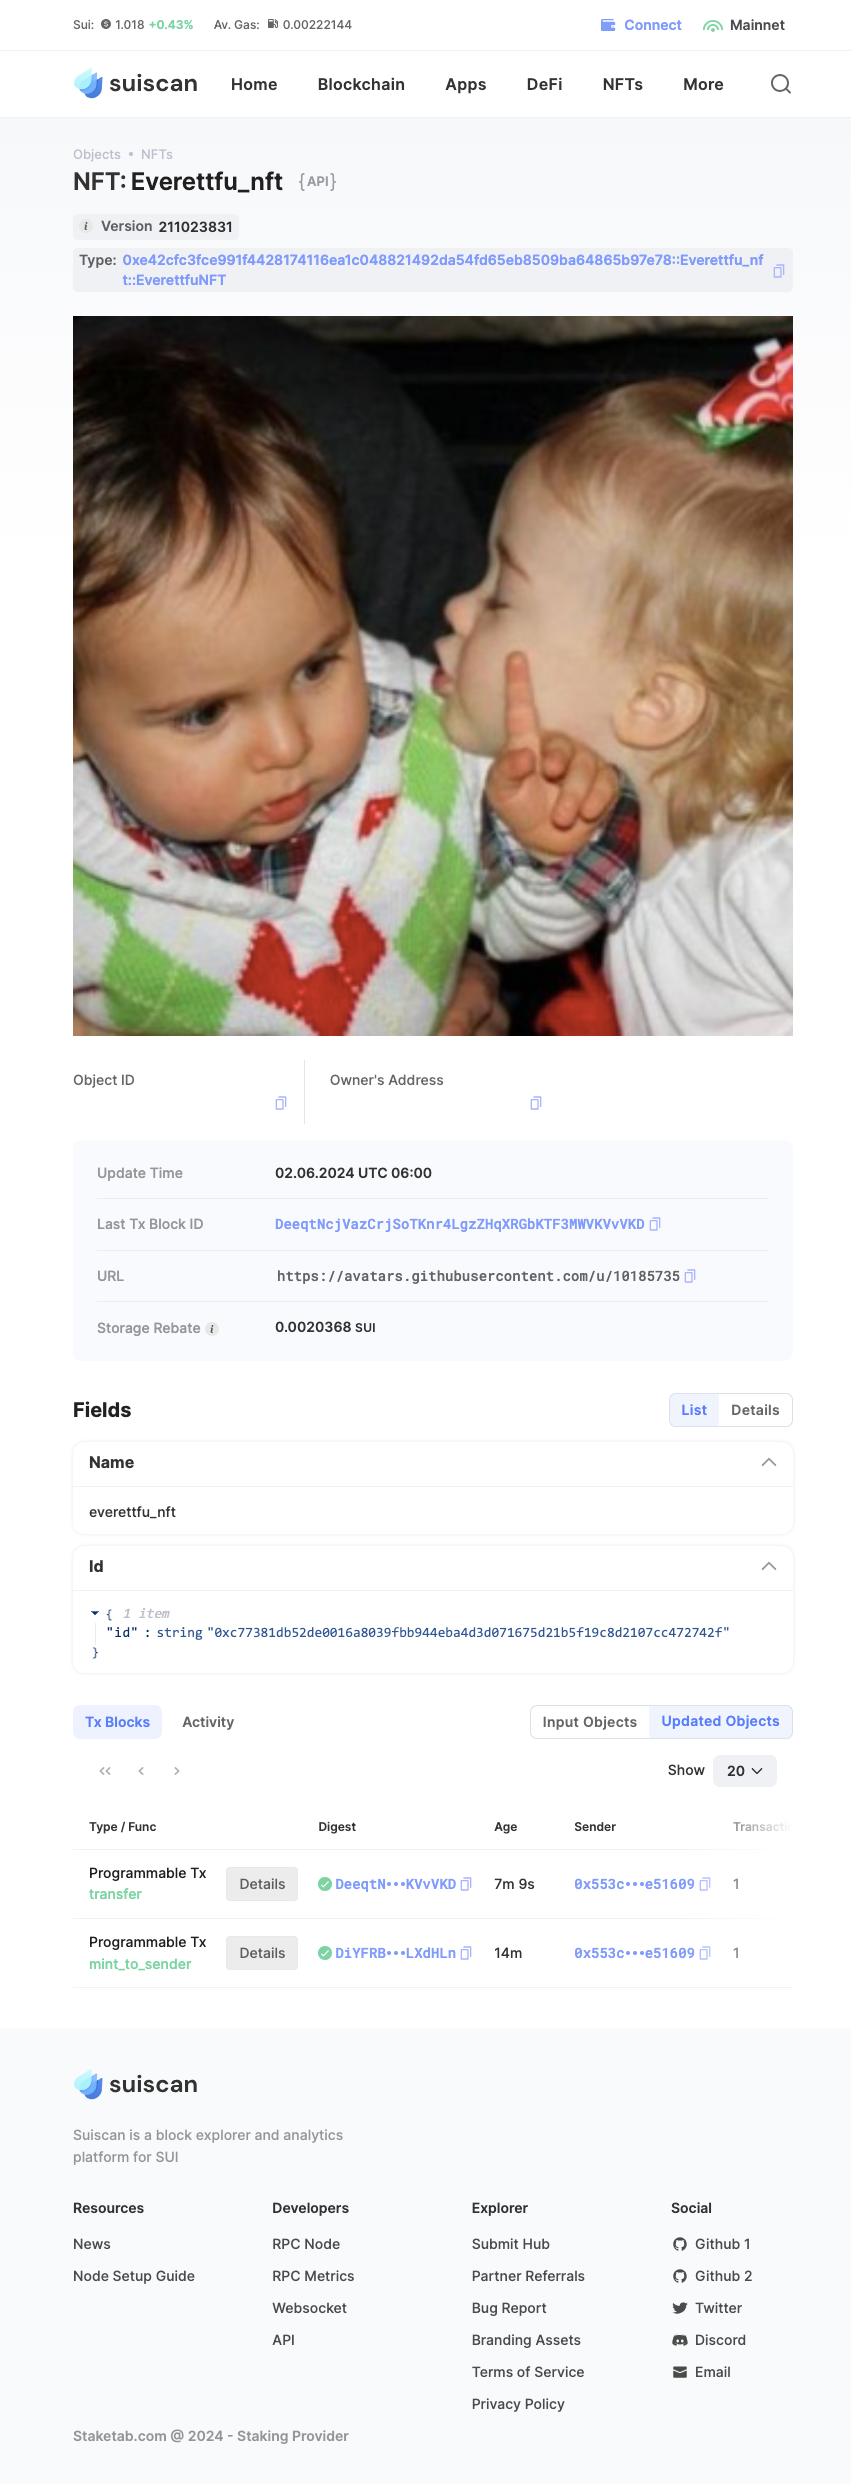 Sui: 1.018 +0.43% Av. Gas: 0.00222144 Connect Mainnet
suiscan Home Blockchain Apps DeFi NFTs More
Objects • NFTs
NFT: Everettfu_nft {API}
i Version 211023831
Type: 0xe42cfc3fce991f4428174116ea1c048821492da54fd65eb8509ba64865b97e78::Everettfu_nf
t::EverettfuNFT
Object ID Owner's Address
Update Time 02.06.2024 UTC 06:00
Last Tx Block ID DeeqtNcjVazCrjSoTKnr4LgzZHqXRGbKTF3MWVKVvVKD
URL https://avatars.githubusercontent.com/u/10185735
Storage Rebate i 0.0020368 SUI
Fields List Details
Name
everettfu_nft
Id
{ 1 item
"id" : string "0xc77381db52de0016a8039fbb944eba4d3d071675d21b5f19c8d2107cc472742f"
}
Tx Blocks Activity Input Objects Updated Objects
Show 20
Type / Func Digest Age Sender Transacti
Programmable Tx
transfer Details DeeqtN•••KVvVKD 7m 9s 0x553c•••e51609 1
Programmable Tx
mint_to_sender Details DiYFRB•••LXdHLn 14m 0x553c•••e51609 1
suiscan
Suiscan is a block explorer and analytics
platform for SUI
Resources Developers Explorer Social
News RPC Node Submit Hub Github 1
Node Setup Guide RPC Metrics Partner Referrals Github 2
Websocket Bug Report Twitter
API Branding Assets Discord
Terms of Service Email
Privacy Policy
Staketab.com @ 2024 - Staking Provider